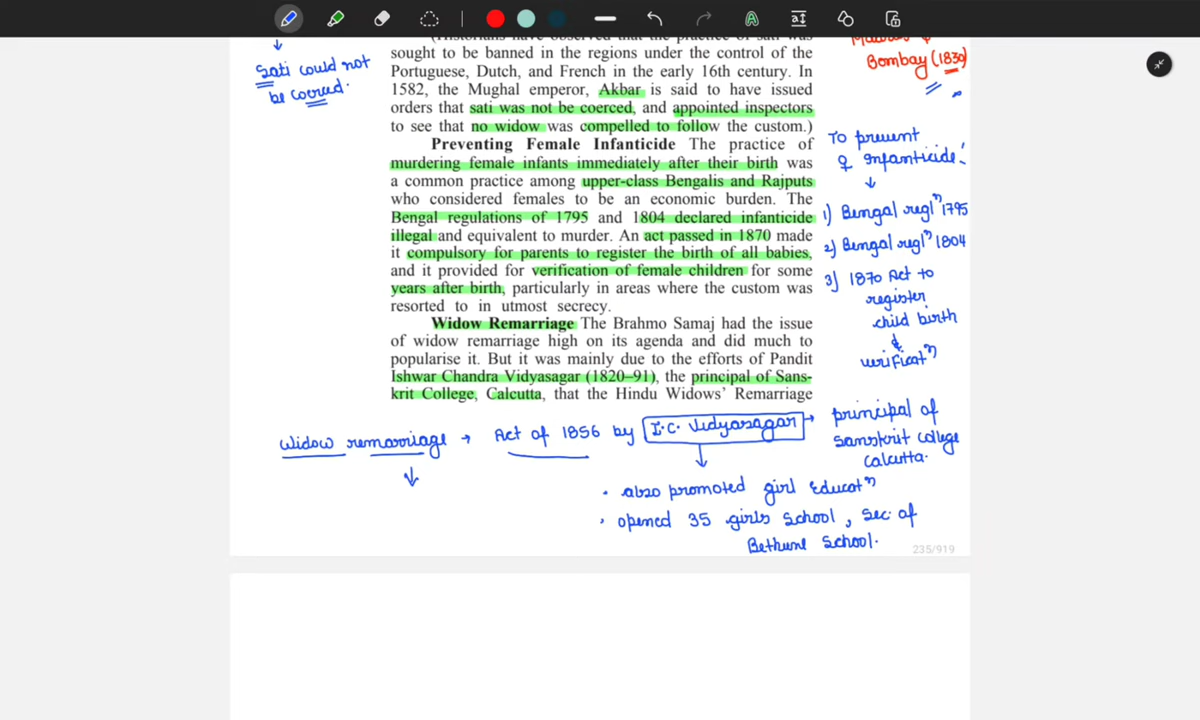 sought to be banned in the regions under the control of the
Portuguese, Dutch, and French in the early 16th century. In
1582, the Mughal emperor, Akbar is said to have issued
orders that sati was not be coerced, and appointed inspectors
to see that no widow was compelled to follow the custom.)
Preventing Female Infanticide The practice of
murdering female infants immediately after their birth was
a common practice among upper-class Bengalis and Rajputs
who considered females to be an economic burden. The
Bengal regulations of 1795 and 1804 declared infanticide
illegal and equivalent to murder. An act passed in 1870 made
it compulsory for parents to register the birth of all babies,
and it provided for verification of female children for some
years after birth, particularly in areas where the custom was
resorted to in utmost secrecy.
Widow Remarriage The Brahmo Samaj had the issue
of widow remarriage high on its agenda and did much to
popularise it. But it was mainly due to the efforts of Pandit
Ishwar Chandra Vidyasagar (1820–91), the principal of Sans-
krit College, Calcutta, that the Hindu Widows' Remarriage
Sati could not
be
Bombay (1830)
To prevent
♀ infanticide!
1) Bengal reglⁿ 1795
2) Bengal reglⁿ 1804
3) 1870 Act to
register
child birth
&
verificatⁿ
Widow remarriage → Act of 1856 by I.C. Vidyasagar →
principal of
Sansskrit college
Calcutta.
• also promoted girl Educatⁿ
• opened 35 girls School, Sec. of
Bethune School.
235/919